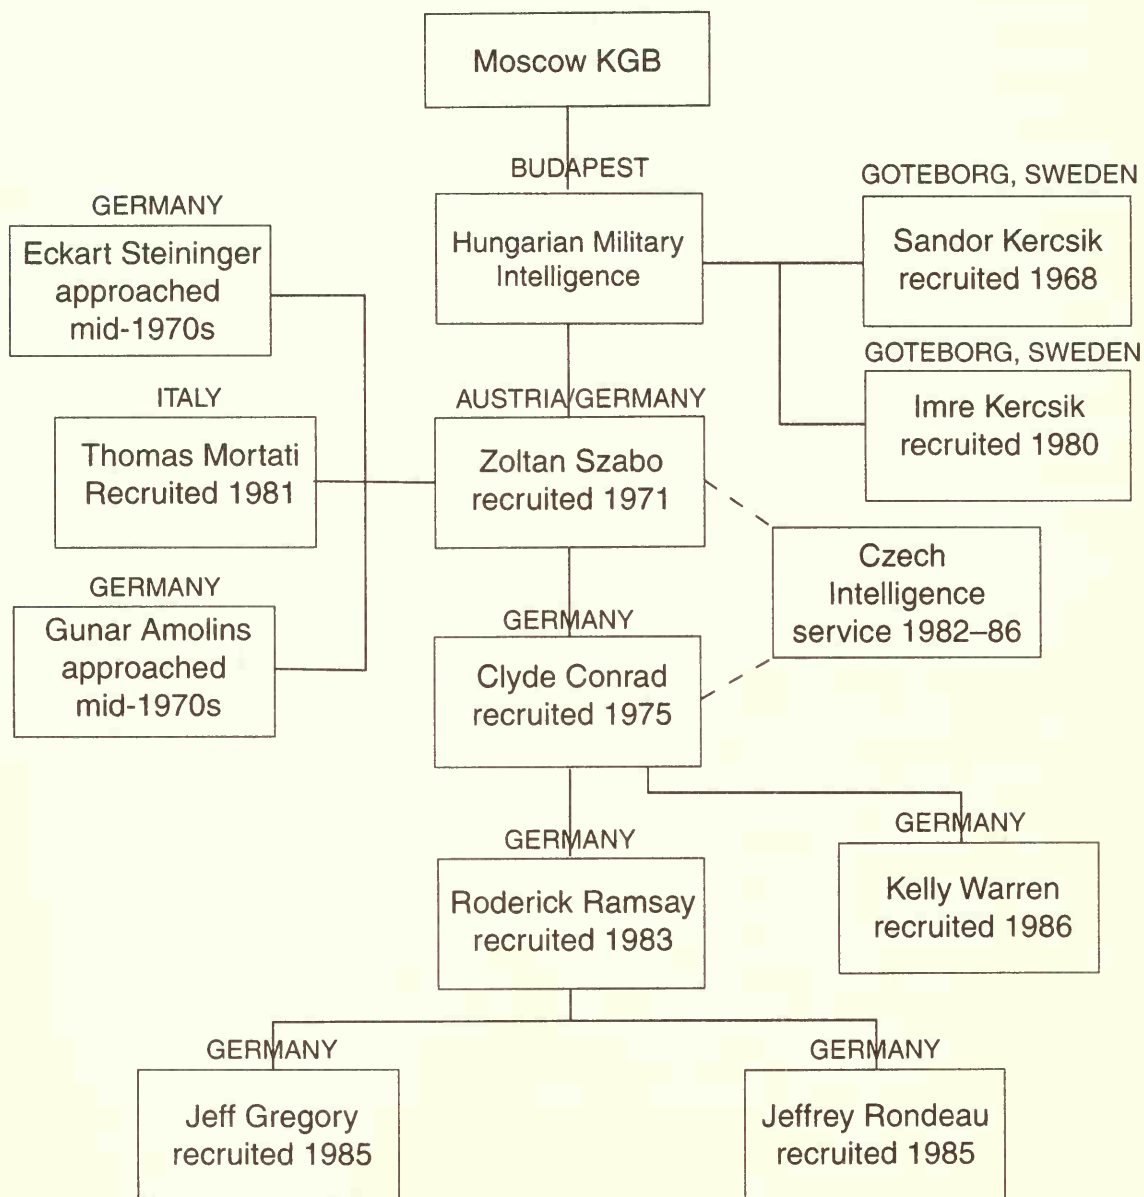 Moscow KGB
BUDAPEST
Hungarian Military
Intelligence
GOTEBORG, SWEDEN
Sandor Kercsik
recruited 1968
GOTEBORG, SWEDEN
Imre Kercsik
recruited 1980
GERMANY
Eckart Steininger
approached
mid-1970s
ITALY
Thomas Mortati
Recruited 1981
GERMANY
Gunar Amolins
approached
mid-1970s
AUSTRIA/GERMANY
Zoltan Szabo
recruited 1971
Czech
Intelligence
service 1982–86
GERMANY
Clyde Conrad
recruited 1975
GERMANY
Roderick Ramsay
recruited 1983
GERMANY
Kelly Warren
recruited 1986
GERMANY
Jeff Gregory
recruited 1985
GERMANY
Jeffrey Rondeau
recruited 1985